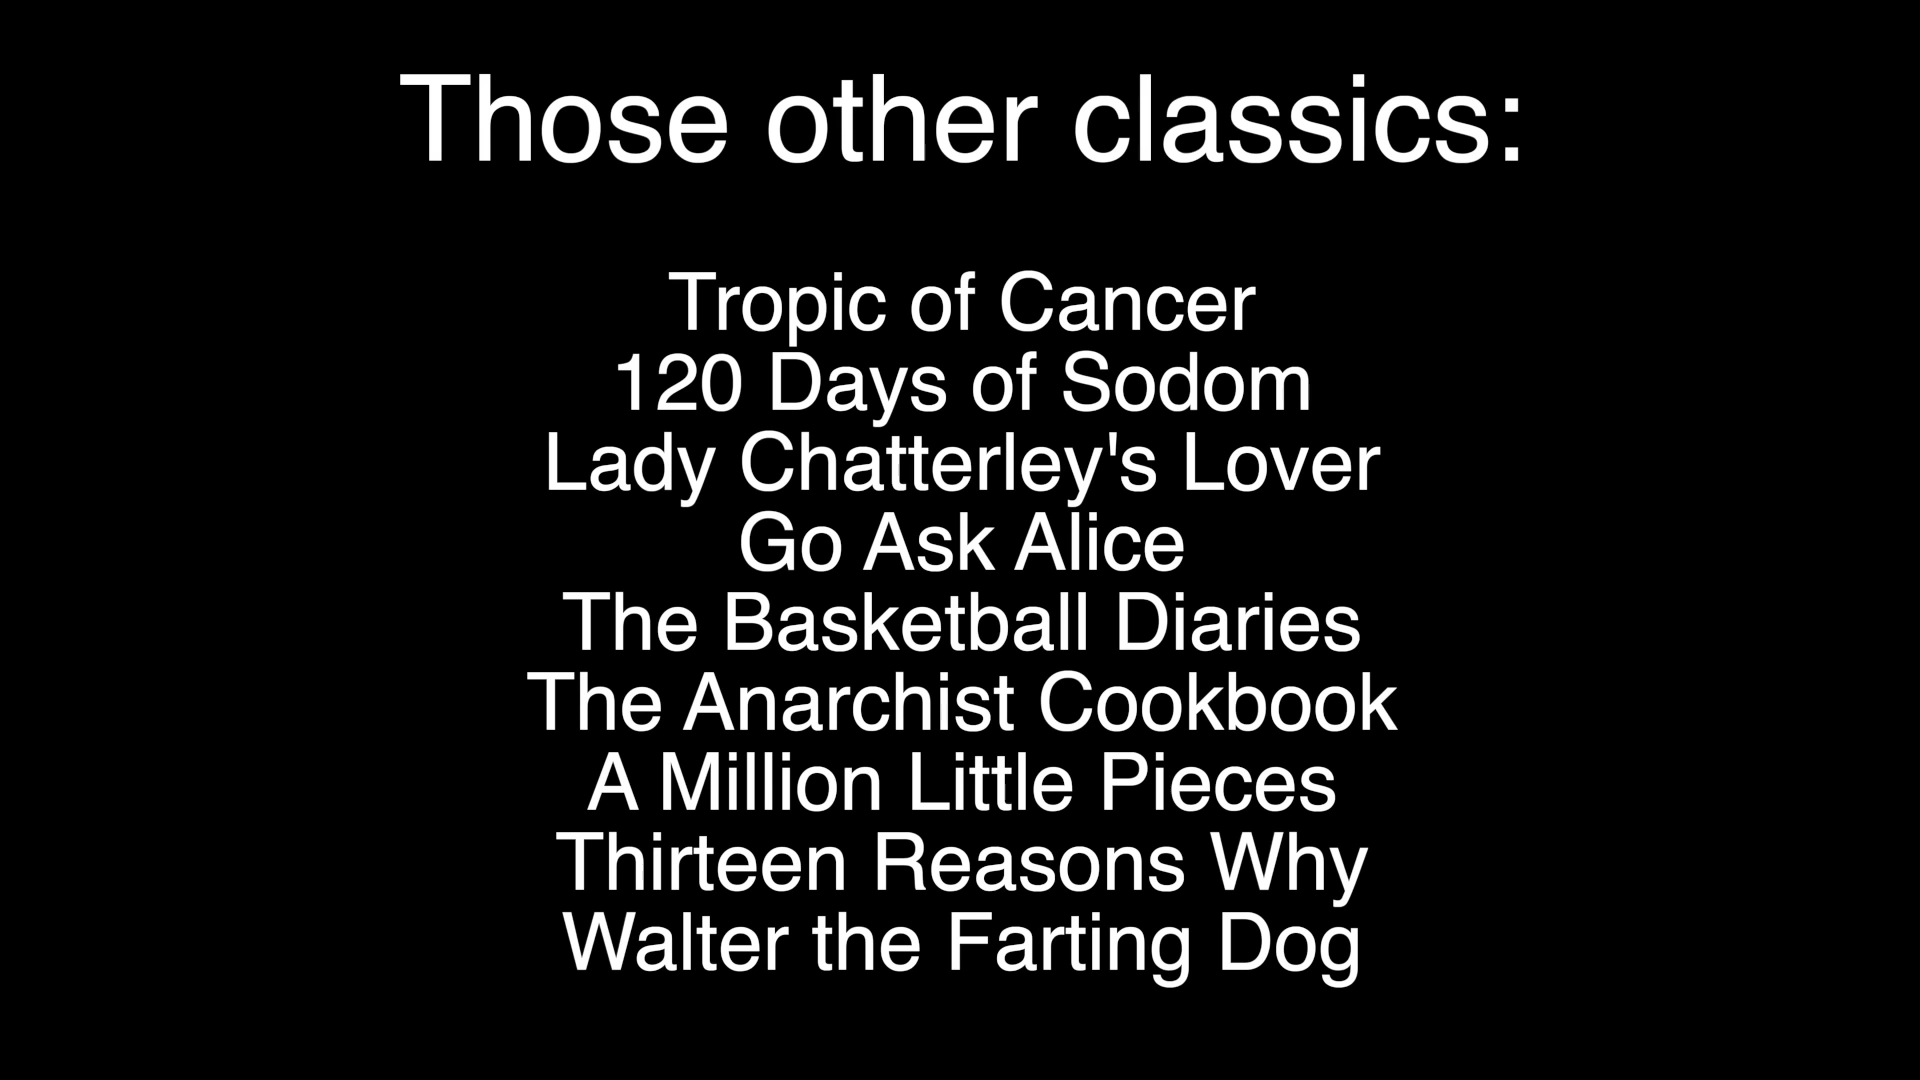 Those other classics:
Tropic of Cancer
120 Days of Sodom
Lady Chatterley's Lover
Go Ask Alice
The Basketball Diaries
The Anarchist Cookbook
A Million Little Pieces
Thirteen Reasons Why
Walter the Farting Dog